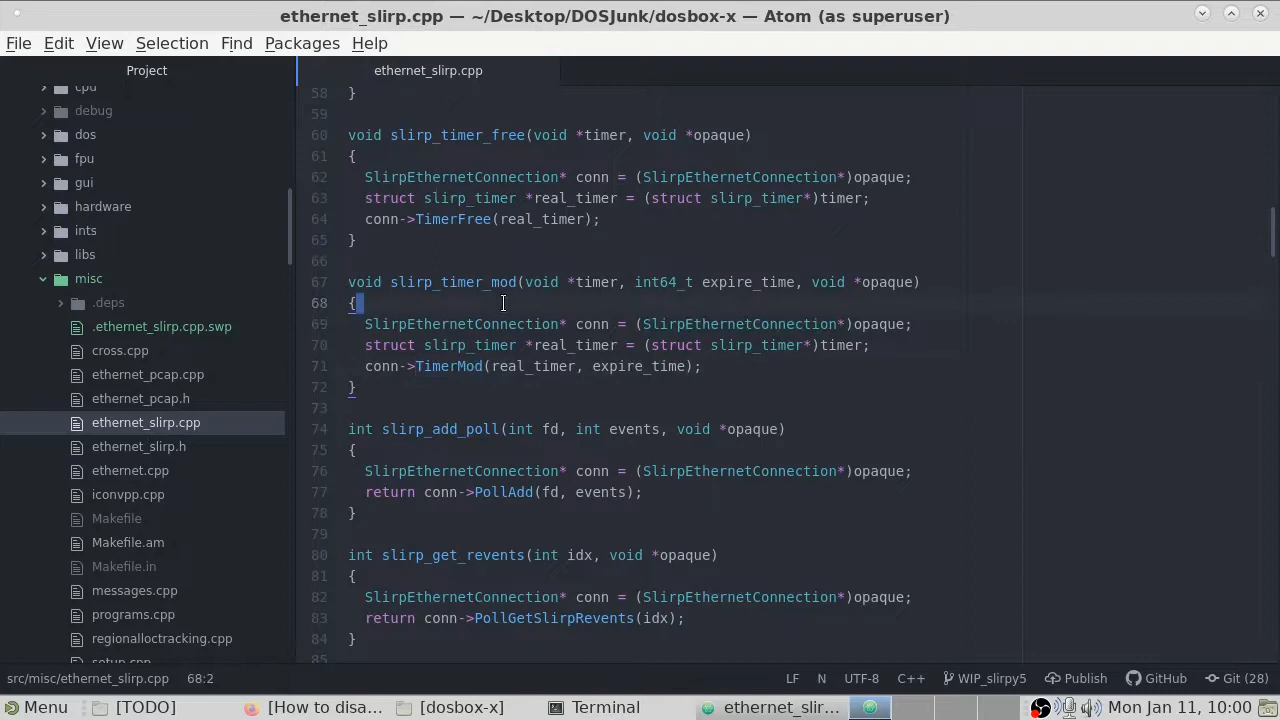 ethernet_slirp.cpp — ~/Desktop/DOSJunk/dosbox-x — Atom (as superuser)
File Edit View Selection Find Packages Help
Project
cpu
debug
dos
fpu
gui
hardware
ints
libs
misc
.deps
.ethernet_slirp.cpp.swp
cross.cpp
ethernet_pcap.cpp
ethernet_pcap.h
ethernet_slirp.cpp
ethernet_slirp.h
ethernet.cpp
iconvpp.cpp
Makefile
Makefile.am
Makefile.in
messages.cpp
programs.cpp
regionalloctracking.cpp
setup.cpp
ethernet_slirp.cpp
58 }
59
60 void slirp_timer_free(void *timer, void *opaque)
61 {
62   SlirpEthernetConnection* conn = (SlirpEthernetConnection*)opaque;
63   struct slirp_timer *real_timer = (struct slirp_timer*)timer;
64   conn->TimerFree(real_timer);
65 }
66
67 void slirp_timer_mod(void *timer, int64_t expire_time, void *opaque)
68 {
69   SlirpEthernetConnection* conn = (SlirpEthernetConnection*)opaque;
70   struct slirp_timer *real_timer = (struct slirp_timer*)timer;
71   conn->TimerMod(real_timer, expire_time);
72 }
73
74 int slirp_add_poll(int fd, int events, void *opaque)
75 {
76   SlirpEthernetConnection* conn = (SlirpEthernetConnection*)opaque;
77   return conn->PollAdd(fd, events);
78 }
79
80 int slirp_get_revents(int idx, void *opaque)
81 {
82   SlirpEthernetConnection* conn = (SlirpEthernetConnection*)opaque;
83   return conn->PollGetSlirpRevents(idx);
84 }
85
src/misc/ethernet_slirp.cpp 68:2 LF N UTF-8 C++ WIP_slirpy5 Publish GitHub Git (28)
Menu [TODO] [How to disa... [dosbox-x] Terminal ethernet_slir... Mon Jan 11, 10:00